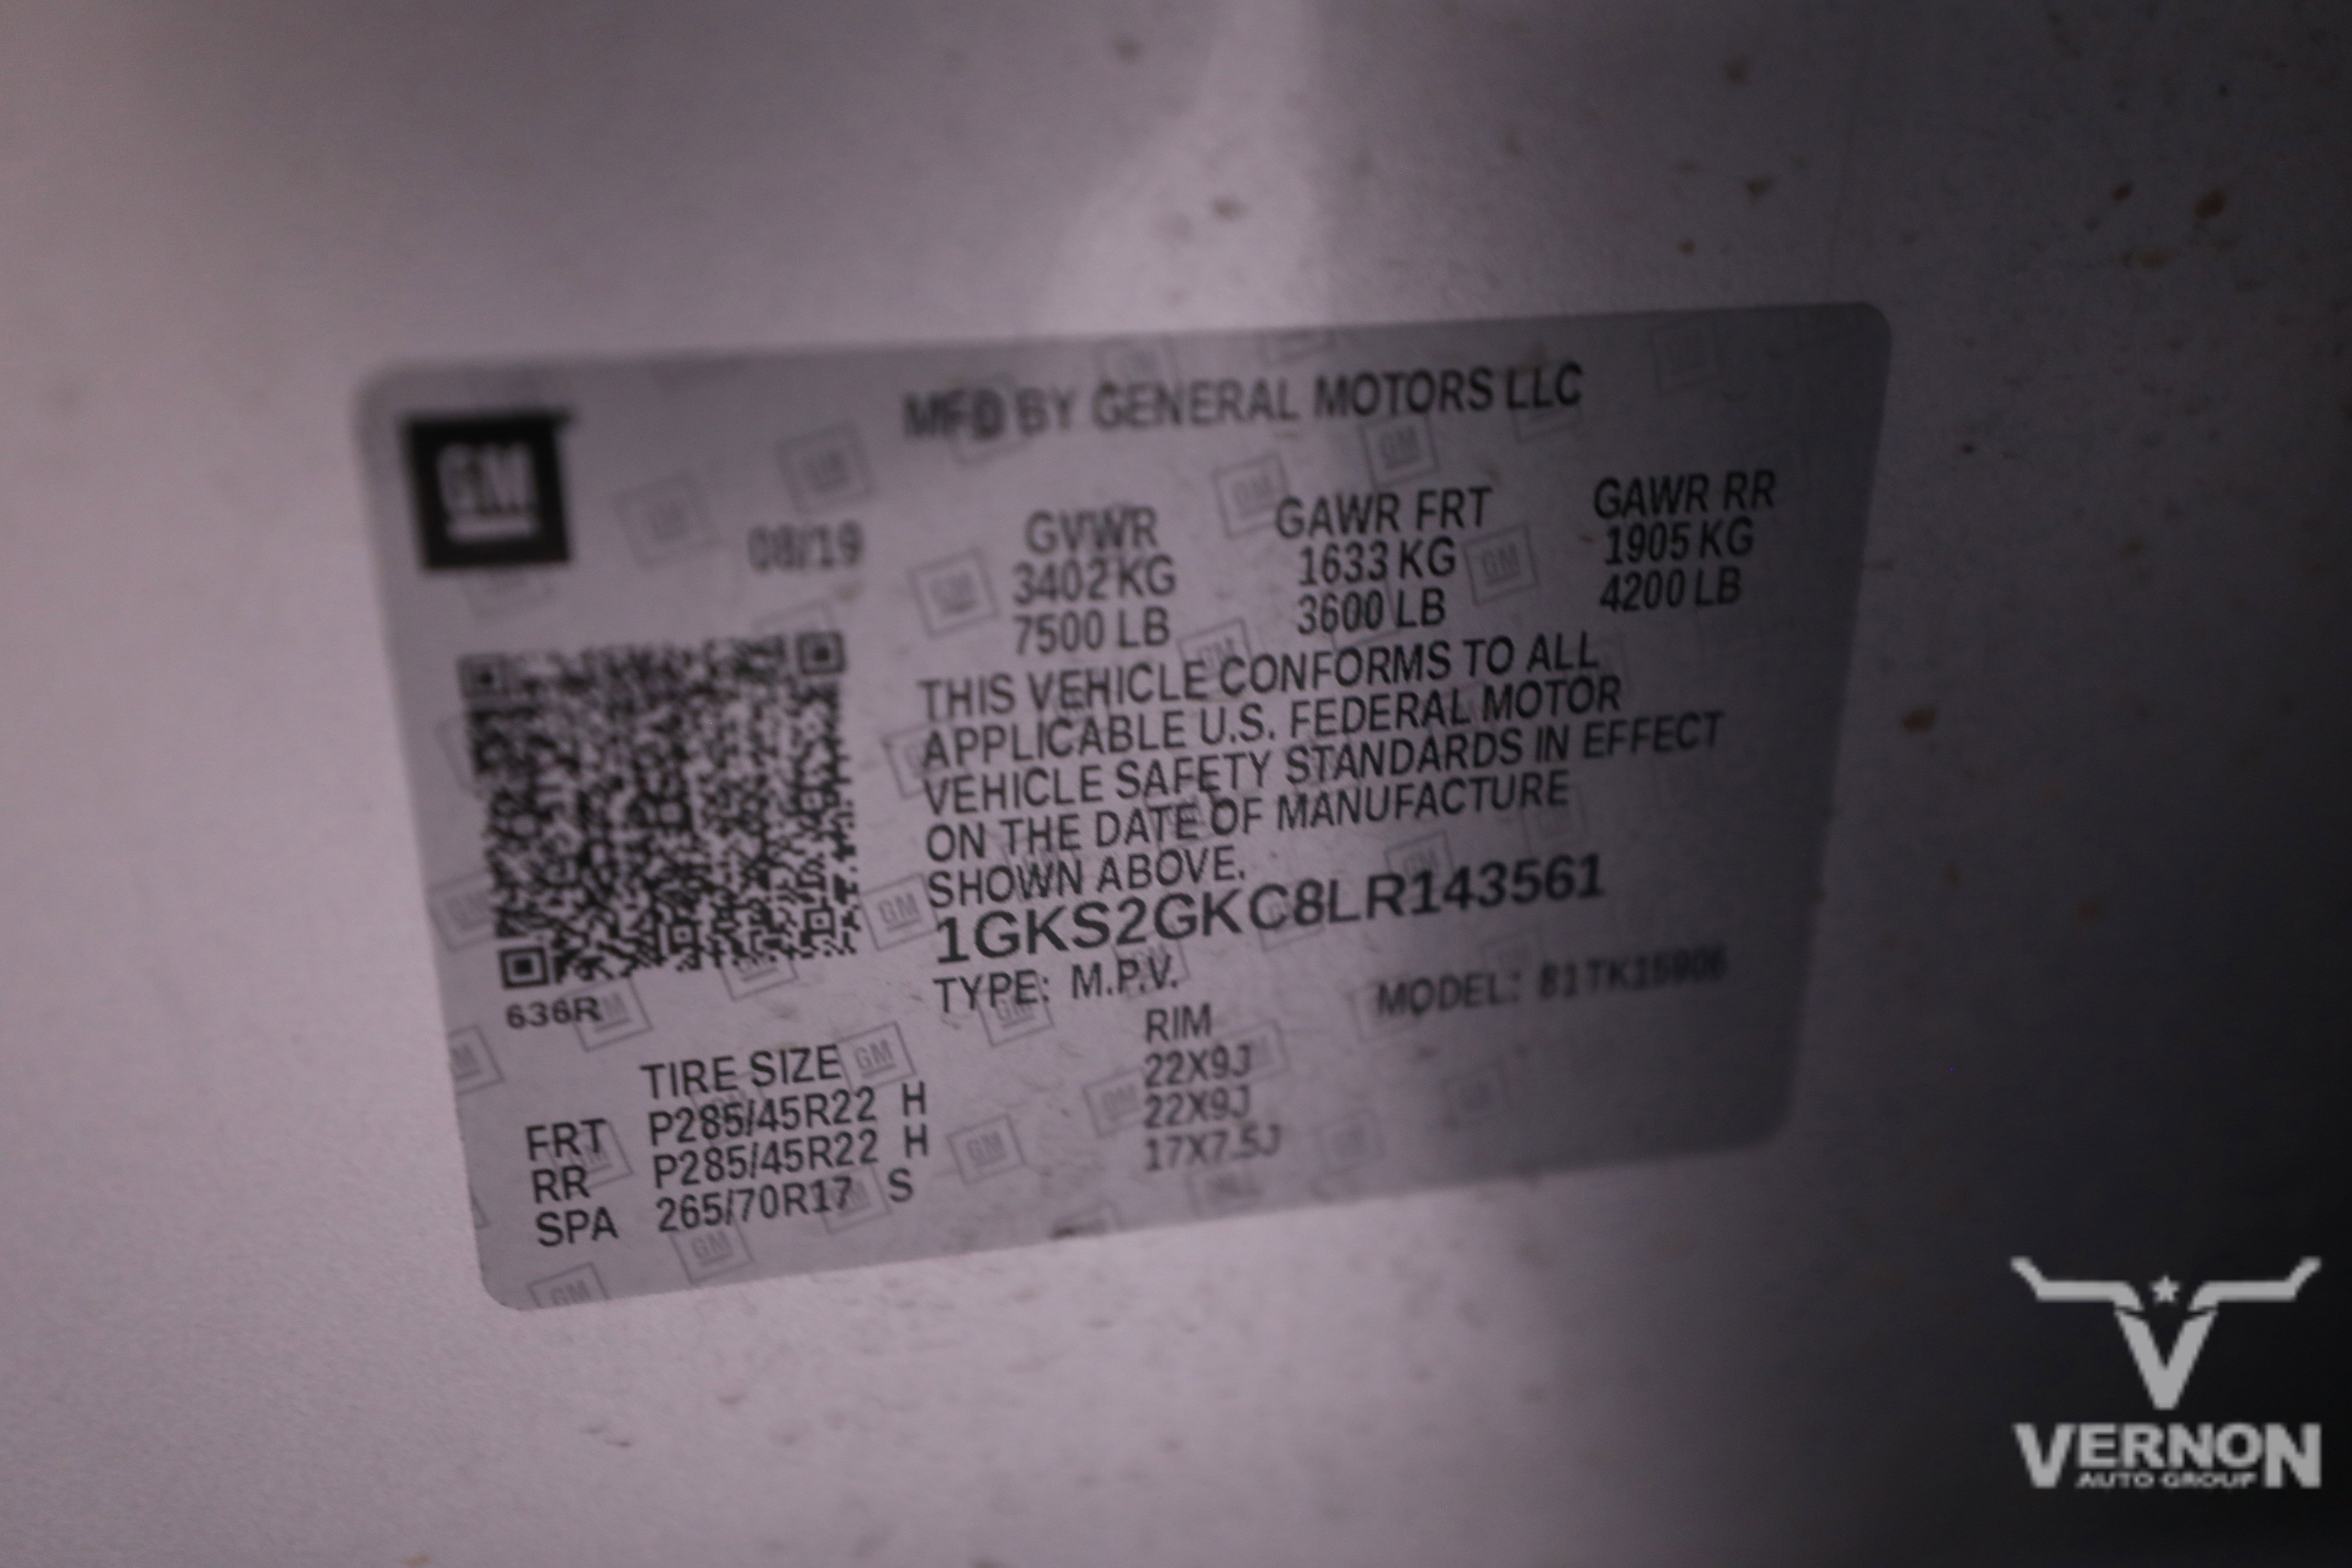 MFD BY GENERAL MOTORS LLC
GM
08/19
GVWR GAWR FRT GAWR RR
3402 KG 1633 KG 1905 KG
7500 LB 3600 LB 4200 LB
THIS VEHICLE CONFORMS TO ALL
APPLICABLE U.S. FEDERAL MOTOR
VEHICLE SAFETY STANDARDS IN EFFECT
ON THE DATE OF MANUFACTURE
SHOWN ABOVE.
1GKS2GKC8LR143561
TYPE: M.P.V. MODEL: 81TK15906
636R
TIRE SIZE RIM
FRT P285/45R22 H 22X9J
RR P285/45R22 H 22X9J
SPA 265/70R17 S 17X7.5J
VERNON
AUTO GROUP